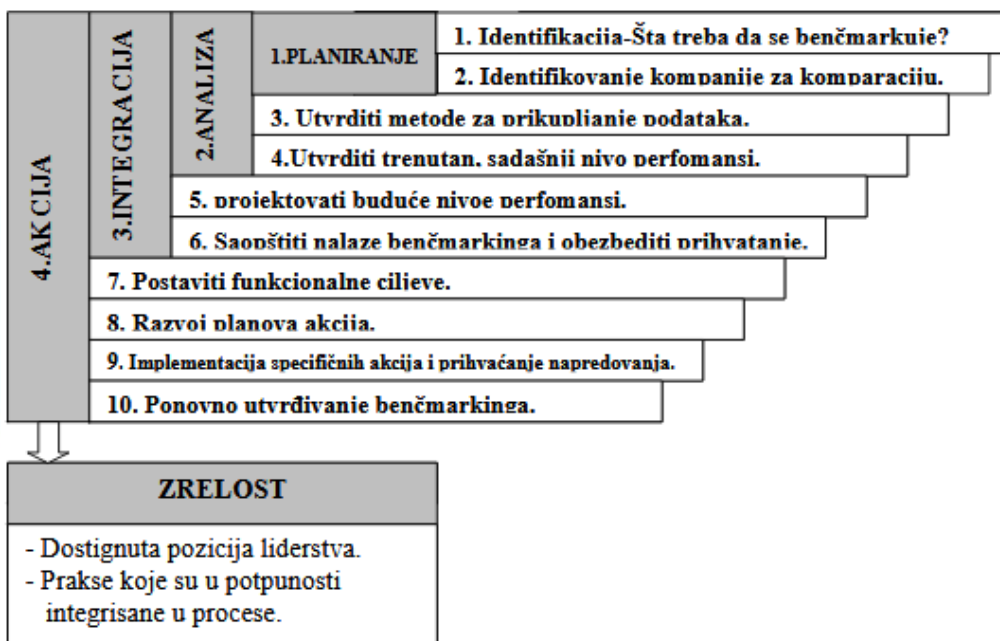 4.AKCIJA
3.INTEGRACIJA
2.ANALIZA
1.PLANIRANJE
1. Identifikacija-Šta treba da se benčmarkuje?
2. Identifikovanje kompanije za komparaciju.
3. Utvrditi metode za prikupljanje podataka.
4.Utvrditi trenutan, sadašnji nivo perfomansi.
5. projektovati buduće nivoe perfomansi.
6. Saopštiti nalaze benčmarkinga i obezbediti prihvatanje.
7. Postaviti funkcionalne ciljeve.
8. Razvoj planova akcija.
9. Implementacija specifičnih akcija i prihvaćanje napredovanja.
10. Ponovno utvrđivanje benčmarkinga.
ZRELOST
- Dostignuta pozicija liderstva.
- Prakse koje su u potpunosti
integrisane u procese.